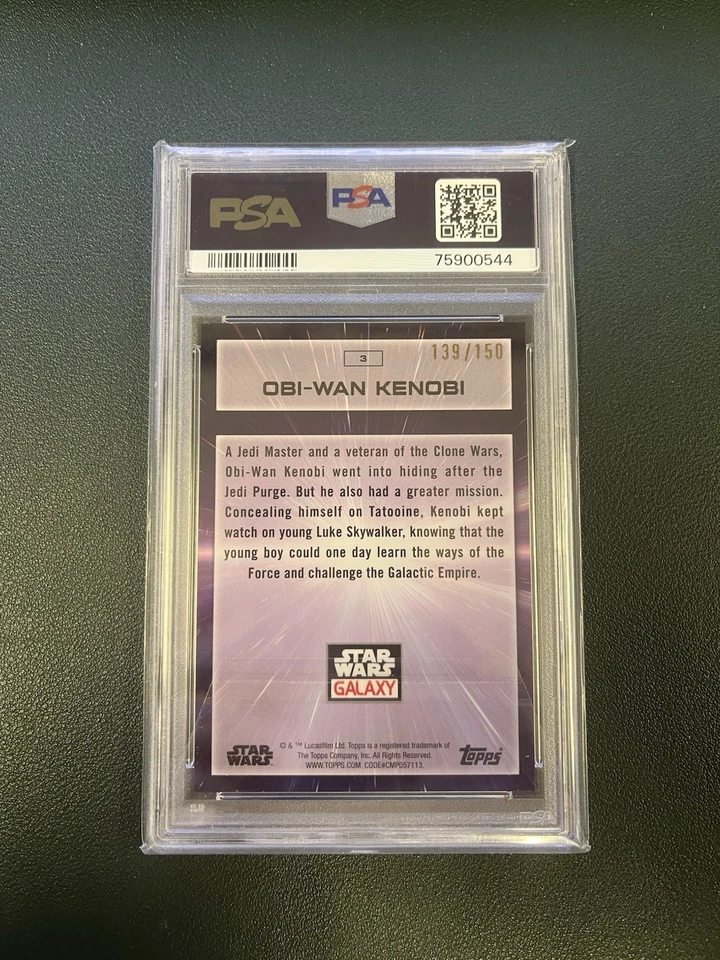 PSA PSA
75900544
3 139/150
OBI-WAN KENOBI
A Jedi Master and a veteran of the Clone Wars,
Obi-Wan Kenobi went into hiding after the
Jedi Purge. But he also had a greater mission.
Concealing himself on Tatooine, Kenobi kept
watch on young Luke Skywalker, knowing that the
young boy could one day learn the ways of the
Force and challenge the Galactic Empire.
STAR
WARS
GALAXY
STAR
WARS
© & ™ Lucasfilm Ltd. Topps is a registered trademark of
The Topps Company, Inc. All Rights Reserved.
WWW.TOPPS.COM. CODE#CMP057113.
Topps